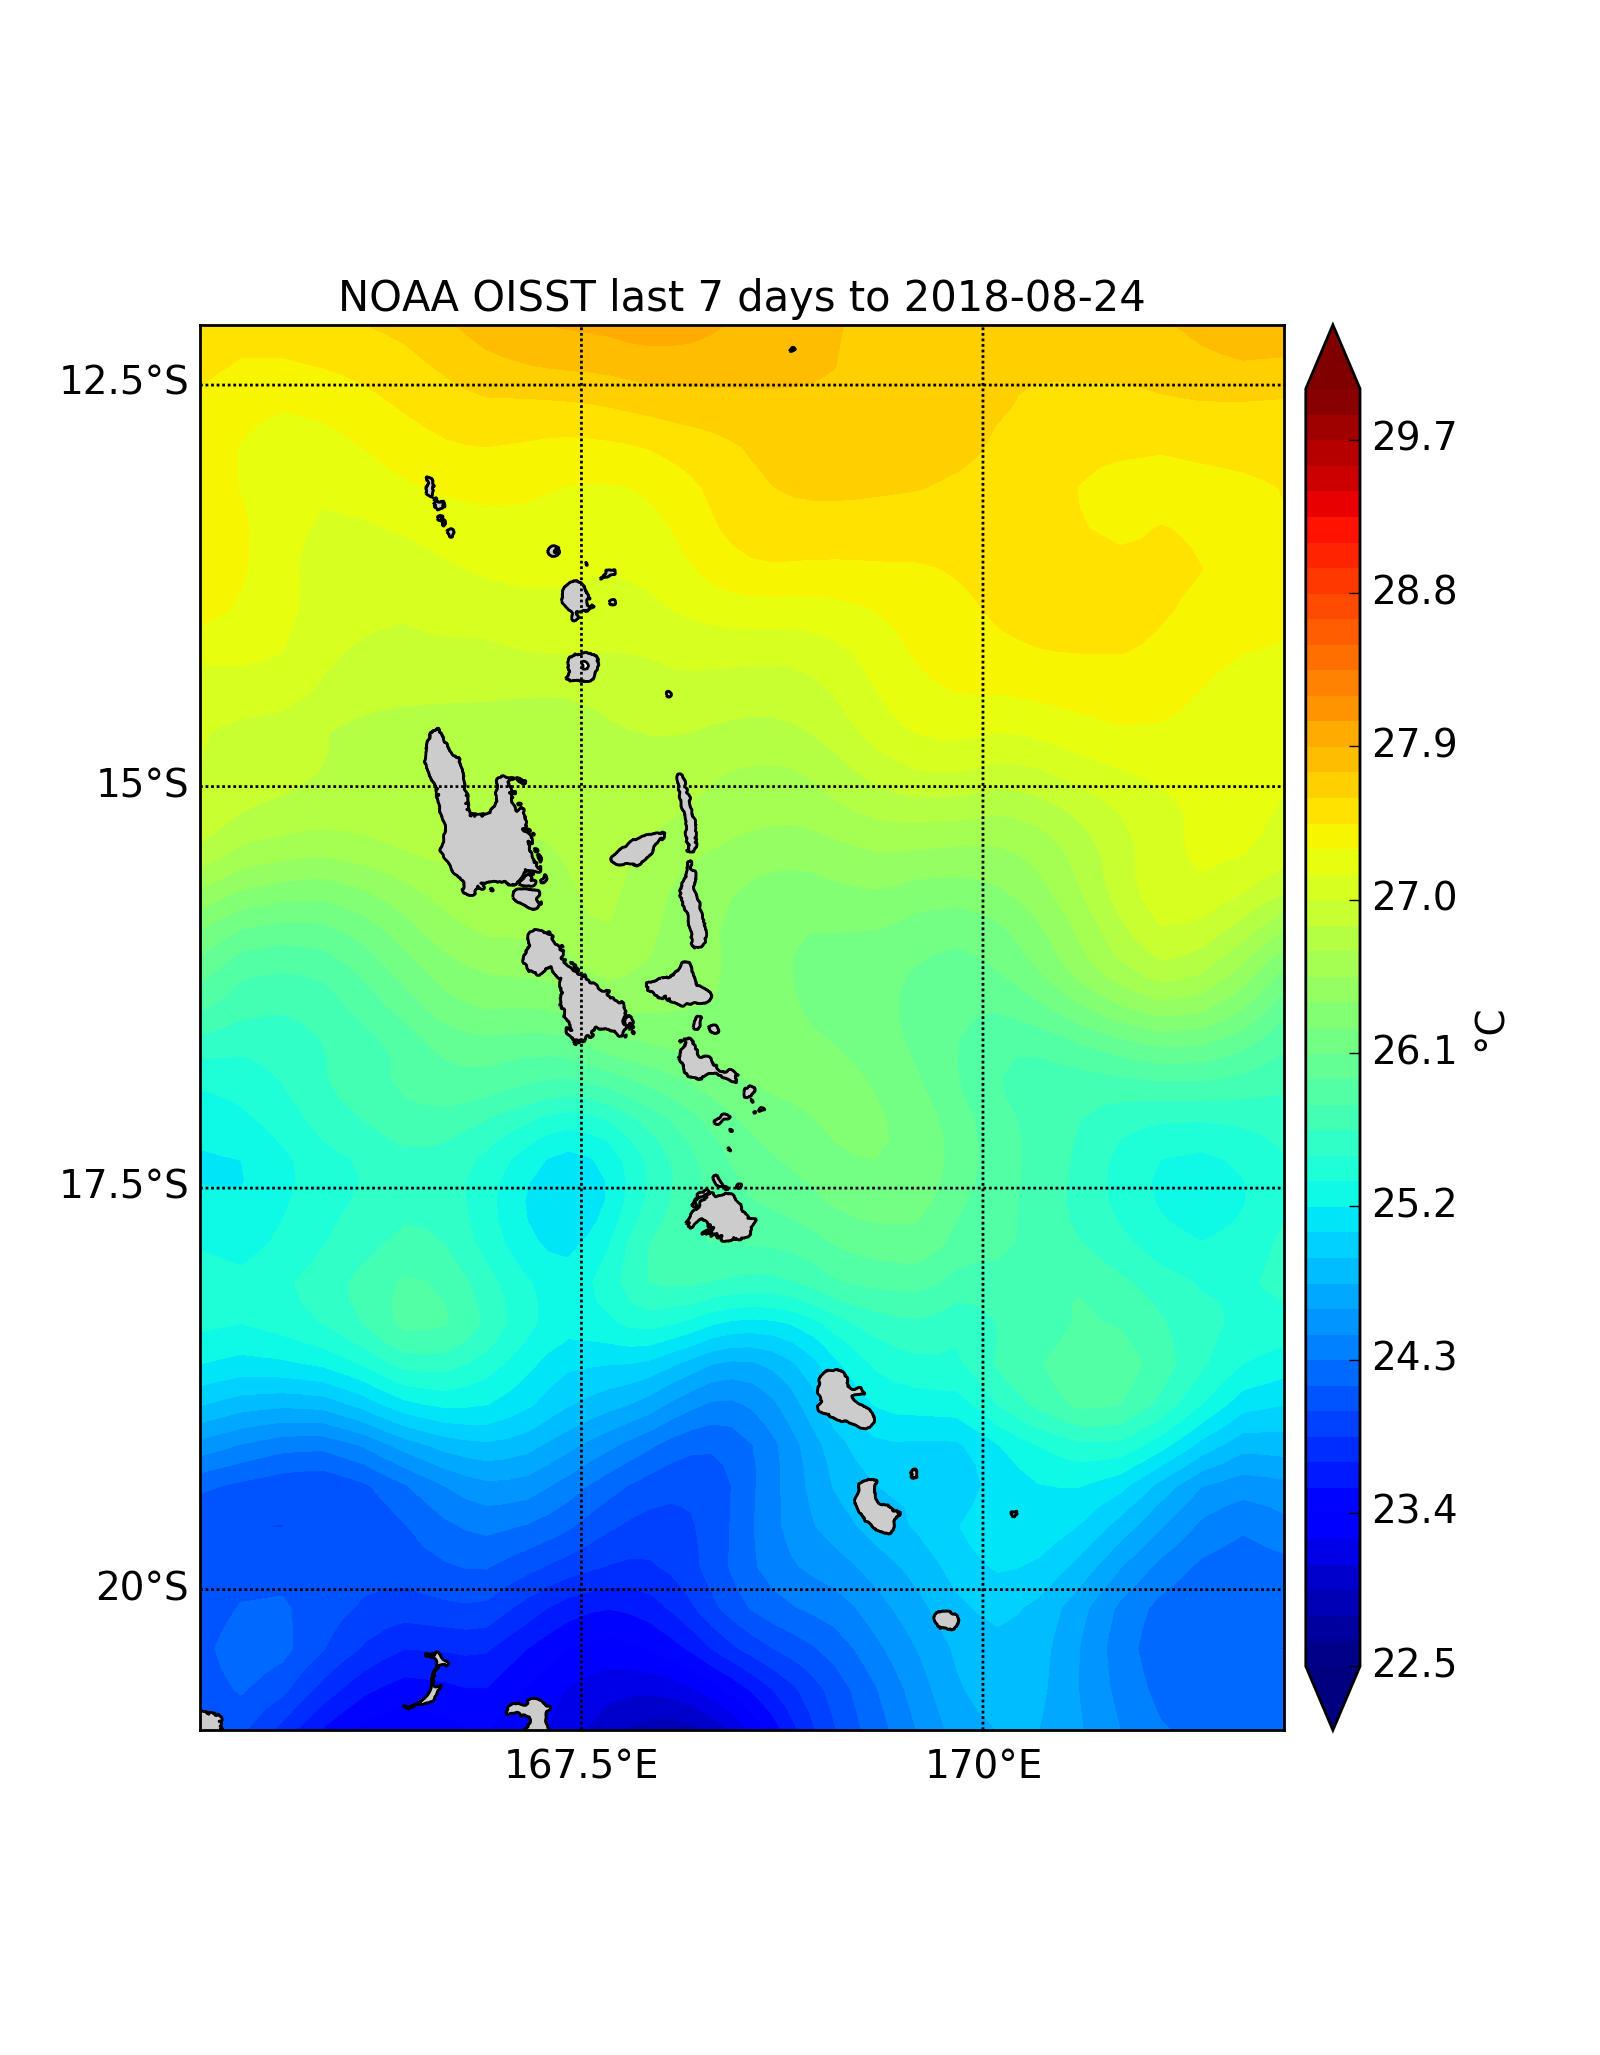 NOAA OISST last 7 days to 2018-08-24
12.5°S
15°S
17.5°S
20°S
167.5°E
170°E
29.7
28.8
27.9
27.0
26.1
25.2
24.3
23.4
22.5
°C